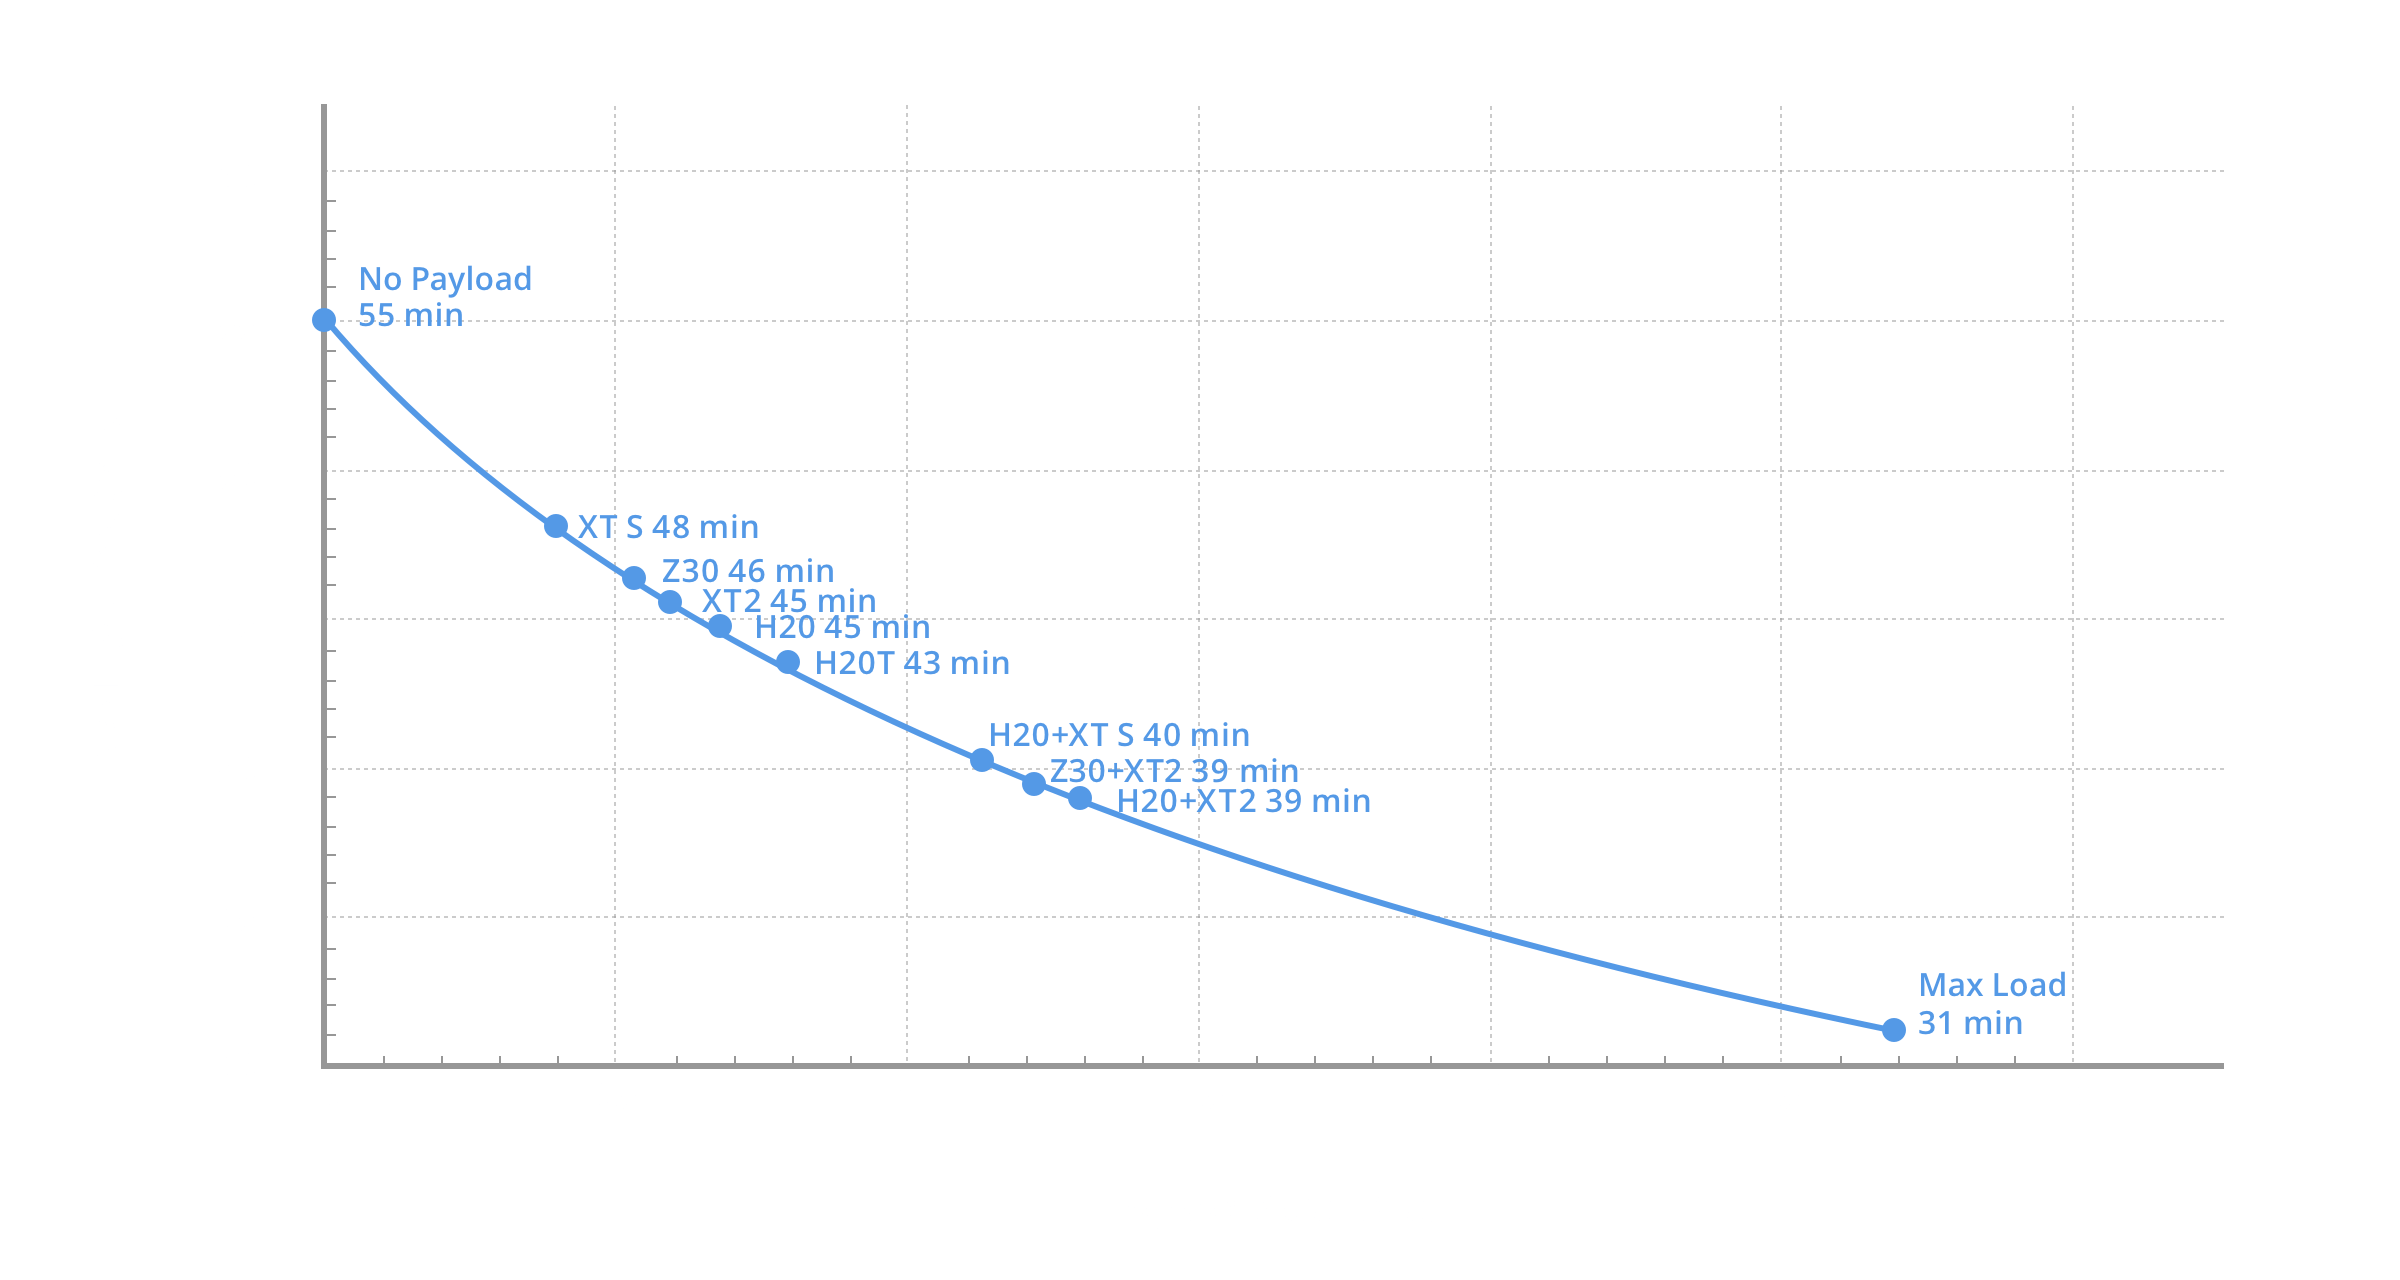 No Payload
55 min
XT S 48 min
Z30 46 min
XT2 45 min
H20 45 min
H20T 43 min
H20+XT S 40 min
Z30+XT2 39 min
H20+XT2 39 min
Max Load
31 min